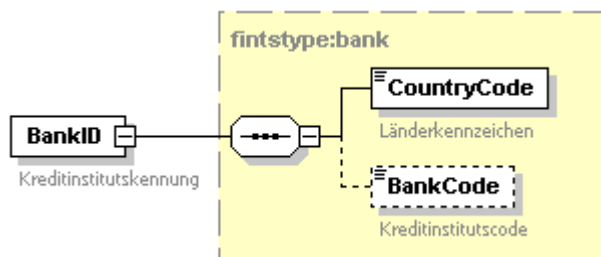 fintstype:bank
CountryCode
Länderkennzeichen
BankID
Kreditinstitutskennung
BankCode
Kreditinstitutscode